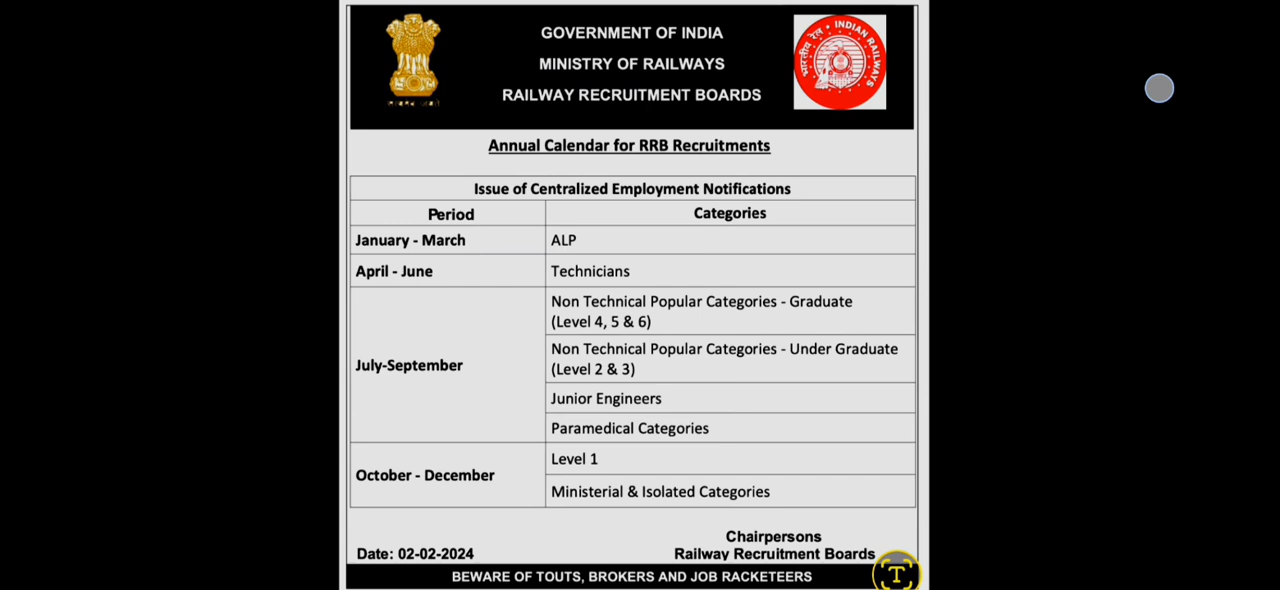 GOVERNMENT OF INDIA
MINISTRY OF RAILWAYS
RAILWAY RECRUITMENT BOARDS
भारतीय रेल • INDIAN RAILWAYS
Annual Calendar for RRB Recruitments
Issue of Centralized Employment Notifications
Period Categories
January - March ALP
April - June Technicians
July-September
Non Technical Popular Categories - Graduate
(Level 4, 5 & 6)
Non Technical Popular Categories - Under Graduate
(Level 2 & 3)
Junior Engineers
Paramedical Categories
October - December
Level 1
Ministerial & Isolated Categories
Chairpersons
Date: 02-02-2024 Railway Recruitment Boards
BEWARE OF TOUTS, BROKERS AND JOB RACKETEERS
T